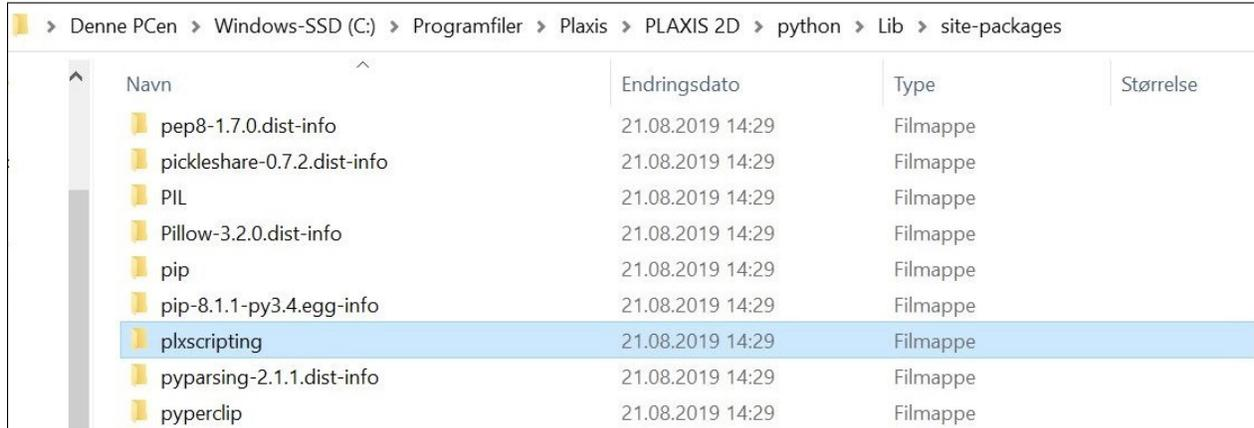 Denne PCen > Windows-SSD (C:) > Programfiler > Plaxis > PLAXIS 2D > python > Lib > site-packages
Navn Endringsdato Type Størrelse
pep8-1.7.0.dist-info 21.08.2019 14:29 Filmappe
pickleshare-0.7.2.dist-info 21.08.2019 14:29 Filmappe
PIL 21.08.2019 14:29 Filmappe
Pillow-3.2.0.dist-info 21.08.2019 14:29 Filmappe
pip 21.08.2019 14:29 Filmappe
pip-8.1.1-py3.4.egg-info 21.08.2019 14:29 Filmappe
plxscripting 21.08.2019 14:29 Filmappe
pyparsing-2.1.1.dist-info 21.08.2019 14:29 Filmappe
pyperclip 21.08.2019 14:29 Filmappe